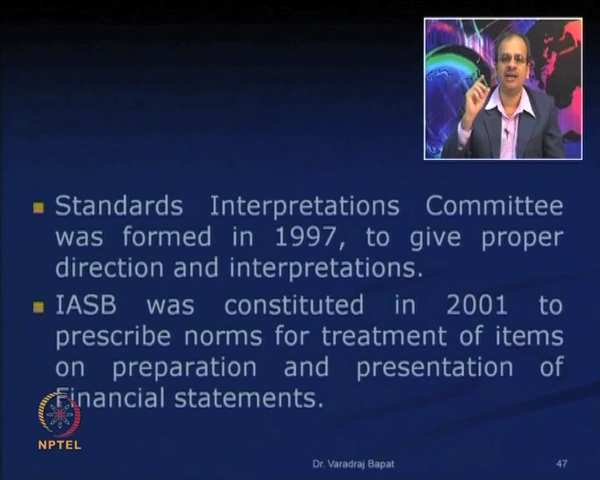 Standards Interpretations Committee
was formed in 1997, to give proper
direction and interpretations.
IASB was constituted in 2001 to
prescribe norms for treatment of items
on preparation and presentation of
Financial statements.
NPTEL
Dr. Varadraj Bapat
47